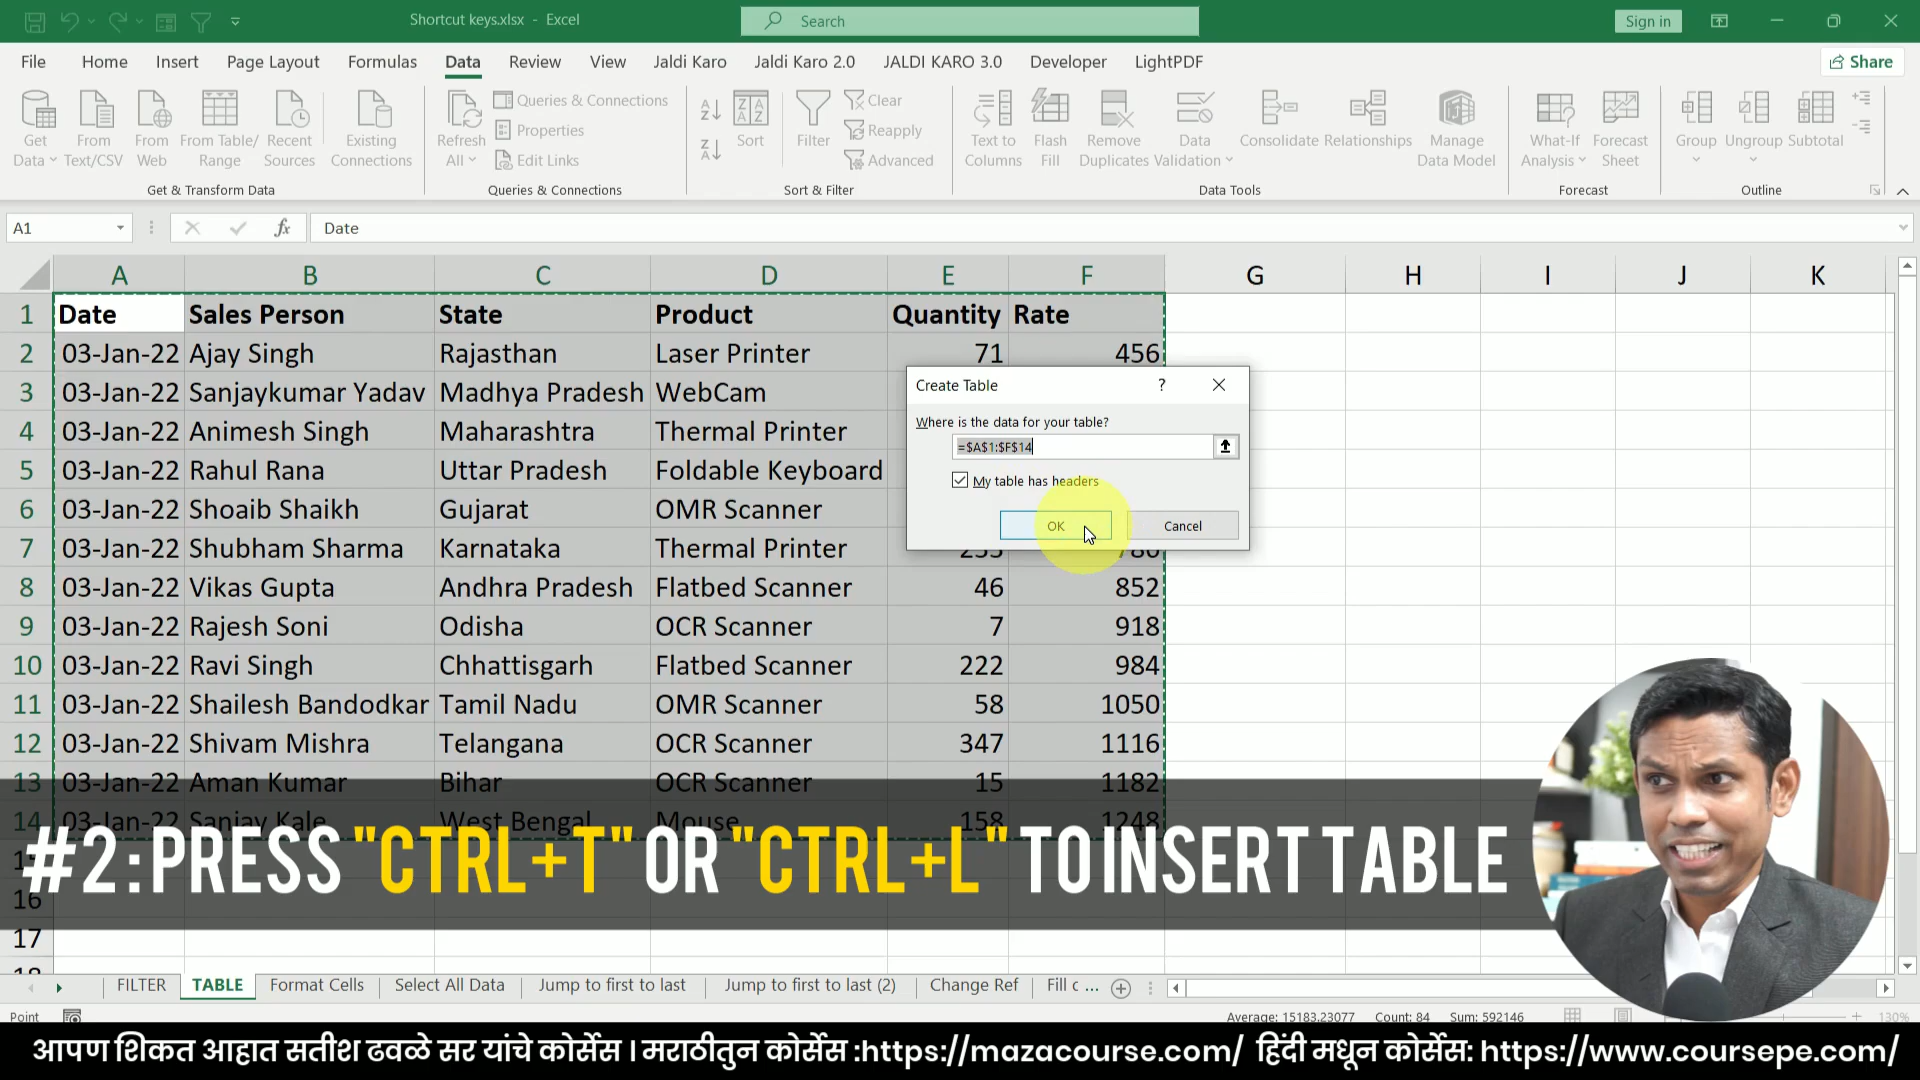 Shortcut keys.xlsx - Excel
Search
Sign in
File Home Insert Page Layout Formulas Data Review View Jaldi Karo Jaldi Karo 2.0 JALDI KARO 3.0 Developer LightPDF Share
Get Data From Text/CSV From Web From Table/ Range Recent Sources Existing Connections
Get & Transform Data
Refresh All Queries & Connections Properties Edit Links
Queries & Connections
Sort Filter Clear Reapply Advanced
Sort & Filter
Text to Columns Flash Fill Remove Duplicates Data Validation Consolidate Relationships Manage Data Model
Data Tools
What-If Analysis Forecast Sheet
Forecast
Group Ungroup Subtotal
Outline
A1 fx Date
A B C D E F G H I J K
1 Date Sales Person State Product Quantity Rate
2 03-Jan-22 Ajay Singh Rajasthan Laser Printer 71 456
3 03-Jan-22 Sanjaykumar Yadav Madhya Pradesh WebCam
4 03-Jan-22 Animesh Singh Maharashtra Thermal Printer
5 03-Jan-22 Rahul Rana Uttar Pradesh Foldable Keyboard
6 03-Jan-22 Shoaib Shaikh Gujarat OMR Scanner
7 03-Jan-22 Shubham Sharma Karnataka Thermal Printer
8 03-Jan-22 Vikas Gupta Andhra Pradesh Flatbed Scanner 46 852
9 03-Jan-22 Rajesh Soni Odisha OCR Scanner 7 918
10 03-Jan-22 Ravi Singh Chhattisgarh Flatbed Scanner 222 984
11 03-Jan-22 Shailesh Bandodkar Tamil Nadu OMR Scanner 58 1050
12 03-Jan-22 Shivam Mishra Telangana OCR Scanner 347 1116
13 03-Jan-22 Aman Kumar Bihar OCR Scanner 15 1182
14 03-Jan-22 Sanjay Kale West Bengal Mouse 158 1248
16
17
Create Table ?
Where is the data for your table?
=$A$1:$F$14
My table has headers
OK Cancel
#2: PRESS "CTRL+T" OR "CTRL+L" TO INSERT TABLE
FILTER TABLE Format Cells Select All Data Jump to first to last Jump to first to last (2) Change Ref Fill c ...
Point Average: 15183.23077 Count: 84 Sum: 592146 130%
आपण शिकत आहात सतीश ढवळे सर यांचे कोर्सेस । मराठीतुन कोर्सेस :https://mazacourse.com/ हिंदी मधून कोर्सेस: https://www.coursepe.com/